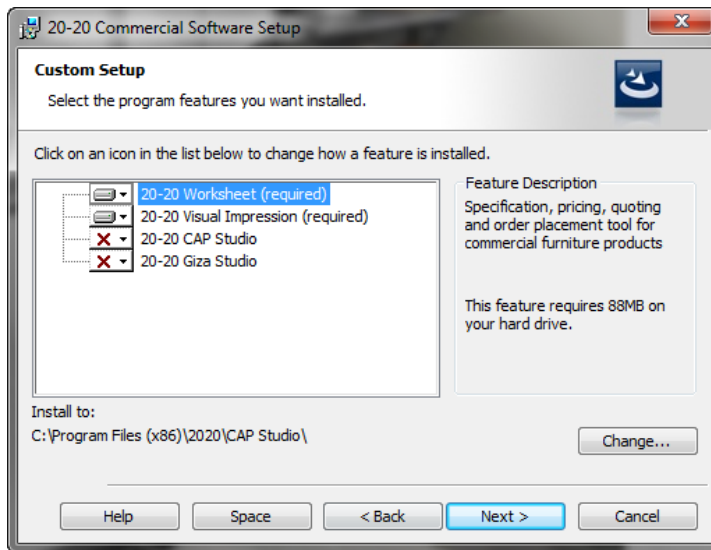 20-20 Commercial Software Setup
Custom Setup
Select the program features you want installed.
Click on an icon in the list below to change how a feature is installed.
20-20 Worksheet (required)
20-20 Visual Impression (required)
20-20 CAP Studio
20-20 Giza Studio
Feature Description
Specification, pricing, quoting
and order placement tool for
commercial furniture products
This feature requires 88MB on
your hard drive.
Install to:
C:\Program Files (x86)\2020\CAP Studio\
Change...
Help
Space
< Back
Next >
Cancel